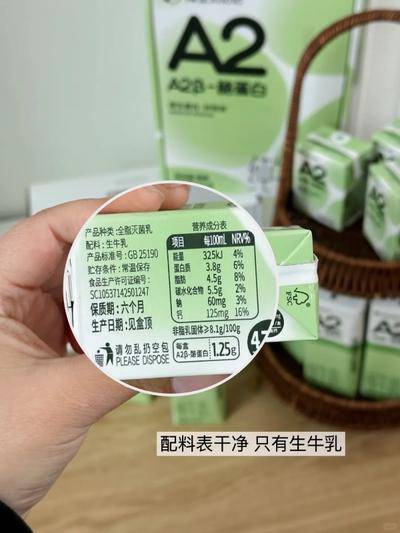 A2
A2β-酪蛋白
A2
A2
产品种类:全脂灭菌乳
配料:生牛乳
产品标准号:GB 25190
贮存条件:常温保存
食品生产许可证编号:
SC10537142501247
保质期:六个月
生产日期:见盒顶
请勿乱扔空包
PLEASE DISPOSE
营养成分表
项目 每100mL NRV%
能量 325kJ 4%
蛋白质 3.8g 6%
脂肪 4.5g 8%
碳水化合物 5.5g 2%
钠 60mg 3%
钙 125mg 16%
非脂乳固体≥8.1g/100g
每盒
A2β-酪蛋白 1.25g
配料表干净 只有生牛乳